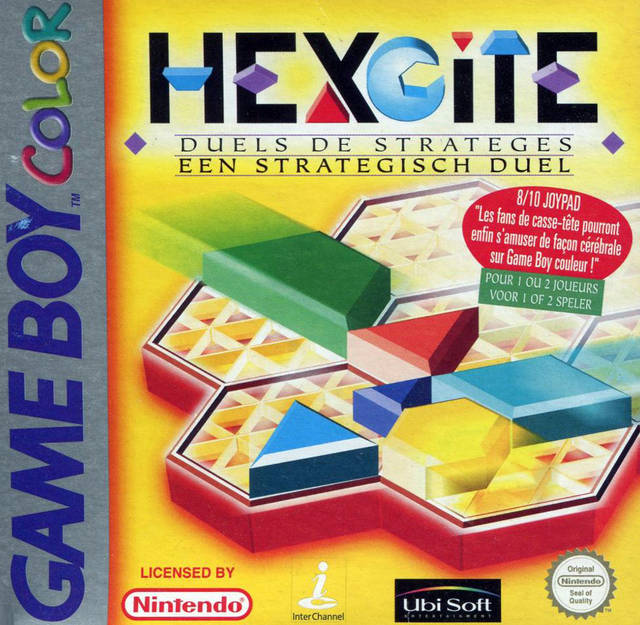 GAME BOY COLOR
TM
HEXCITE
DUELS DE STRATEGES
EEN STRATEGISCH DUEL
8/10 JOYPAD
"Les fans de casse-tête pourront
enfin s'amuser de façon cérébrale
sur Game Boy couleur !"
POUR 1 OU 2 JOUEURS
VOOR 1 OF 2 SPELER
LICENSED BY
Nintendo
InterChannel
Ubi Soft
ENTERTAINMENT
Original
Nintendo
Seal of
Quality
TM